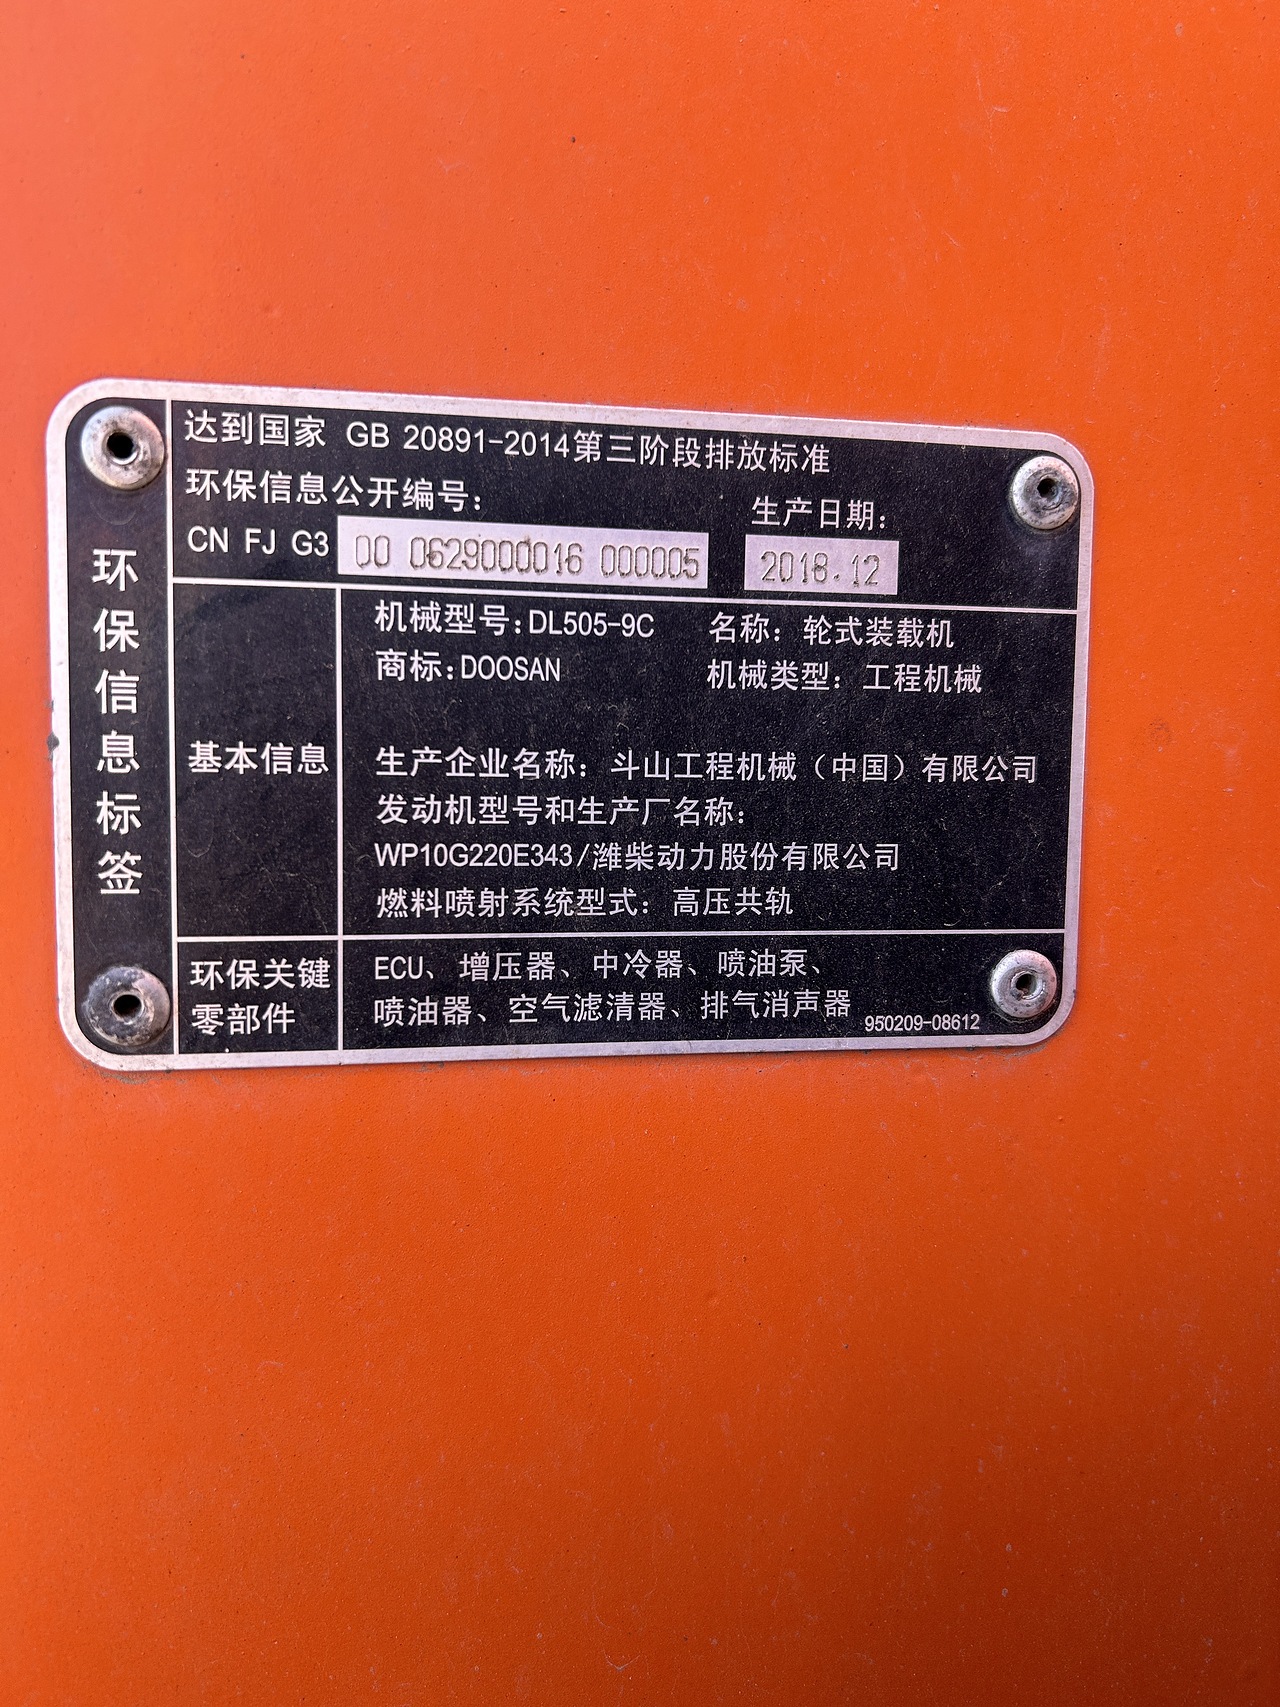 环保信息标签
达到国家 GB 20891-2014第三阶段排放标准
环保信息公开编号:
生产日期:
CN FJ G3 00 0629000016 000005
2018.12
基本信息
机械型号:DL505-9C 名称: 轮式装载机
商标:DOOSAN 机械类型: 工程机械
生产企业名称: 斗山工程机械（中国）有限公司
发动机型号和生产厂名称:
WP10G220E343/潍柴动力股份有限公司
燃料喷射系统型式: 高压共轨
环保关键
零部件
ECU、增压器、中冷器、喷油泵、
喷油器、空气滤清器、排气消声器
950209-08612